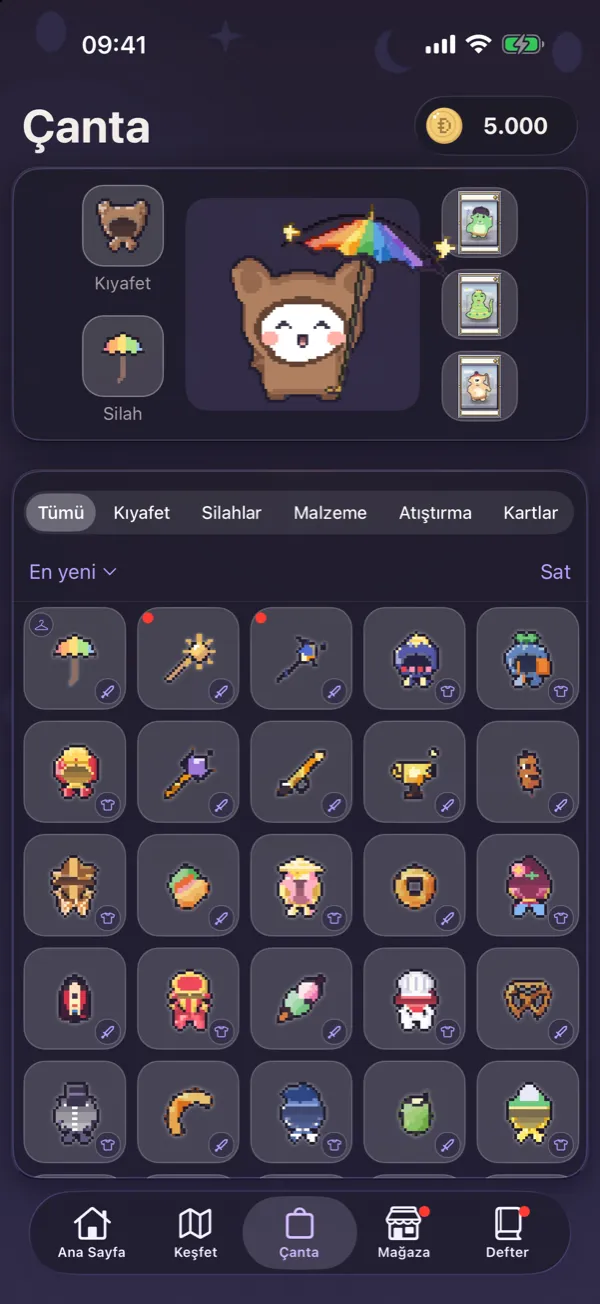 09:41
Çanta
5.000
Kıyafet
Silah
Tümü Kıyafet Silahlar Malzeme Atıştırma Kartlar
En yeni Sat
Ana Sayfa Keşfet Çanta Mağaza Defter